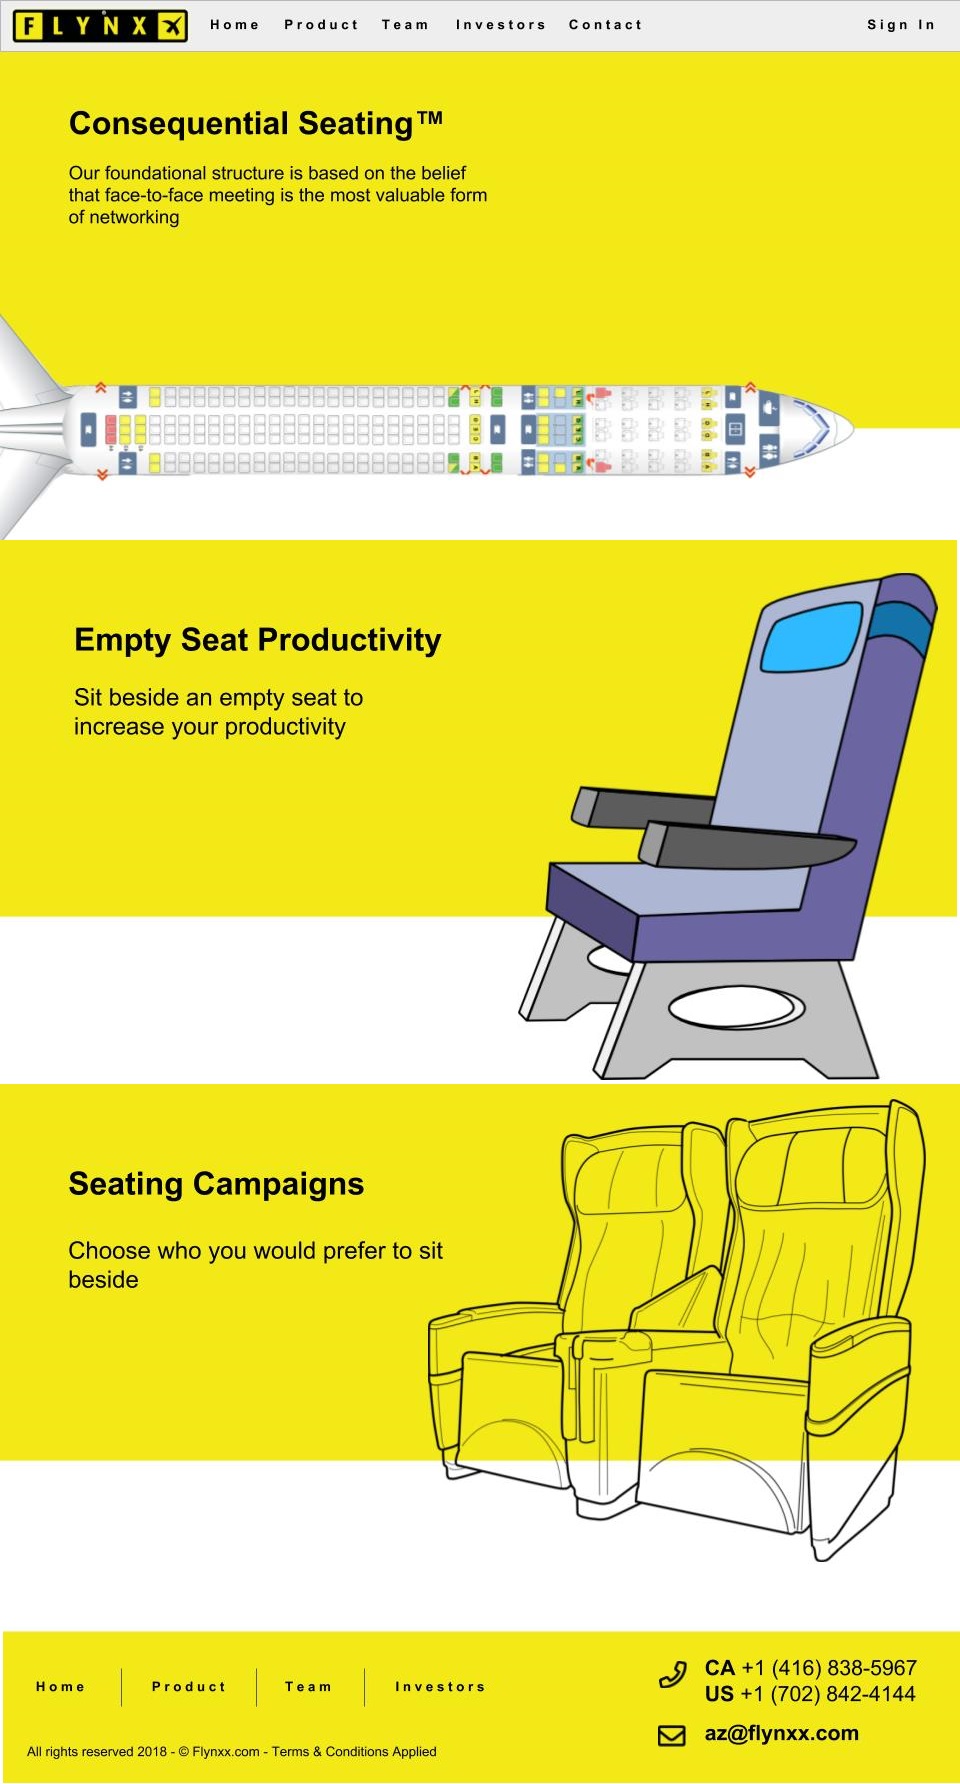 FLYNX
Home Product Team Investors Contact Sign In
Consequential Seating™
Our foundational structure is based on the belief
that face-to-face meeting is the most valuable form
of networking
Empty Seat Productivity
Sit beside an empty seat to
increase your productivity
Seating Campaigns
Choose who you would prefer to sit
beside
Home Product Team Investors
CA +1 (416) 838-5967
US +1 (702) 842-4144
az@flynxx.com
All rights reserved 2018 - © Flynxx.com - Terms & Conditions Applied